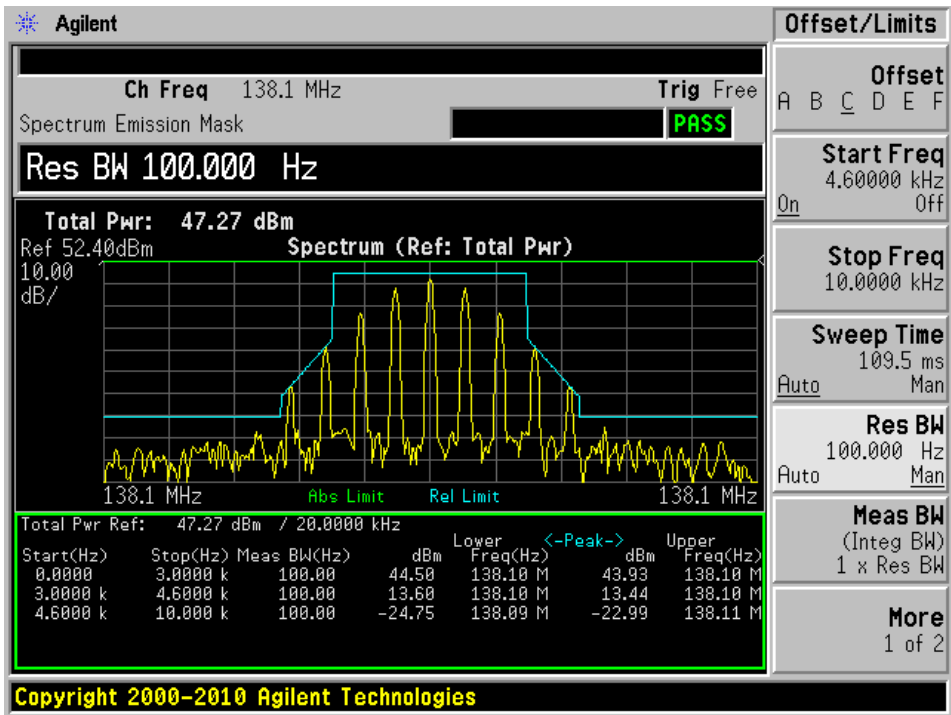 Agilent
Offset/Limits
Ch Freq 138.1 MHz Trig Free
Spectrum Emission Mask PASS
Res BW 100.000 Hz
Total Pwr: 47.27 dBm
Ref 52.40dBm Spectrum (Ref: Total Pwr)
10.00
dB/
138.1 MHz Abs Limit Rel Limit 138.1 MHz
Total Pwr Ref: 47.27 dBm / 20.0000 kHz
Lower <-Peak-> Upper
Start(Hz) Stop(Hz) Meas BW(Hz) dBm Freq(Hz) dBm Freq(Hz)
0.0000 3.0000 k 100.00 44.50 138.10 M 43.93 138.10 M
3.0000 k 4.6000 k 100.00 13.60 138.10 M 13.44 138.10 M
4.6000 k 10.000 k 100.00 -24.75 138.09 M -22.99 138.11 M
Offset
A B C D E F
Start Freq
4.60000 kHz
On Off
Stop Freq
10.0000 kHz
Sweep Time
109.5 ms
Auto Man
Res BW
100.000 Hz
Auto Man
Meas BW
(Integ BW)
1 x Res BW
More
1 of 2
Copyright 2000-2010 Agilent Technologies